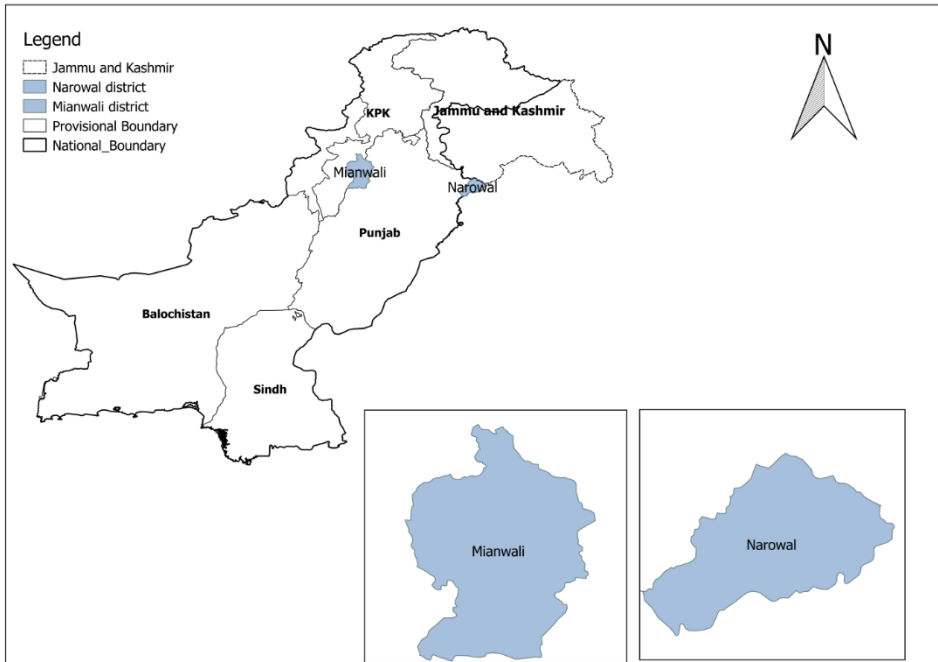 Legend
Jammu and Kashmir
Narowal district
Mianwali district
Provisional Boundary
National_Boundary
N
KPK
Jammu and Kashmir
Mianwali
Narowal
Punjab
Balochistan
Sindh
Mianwali
Narowal